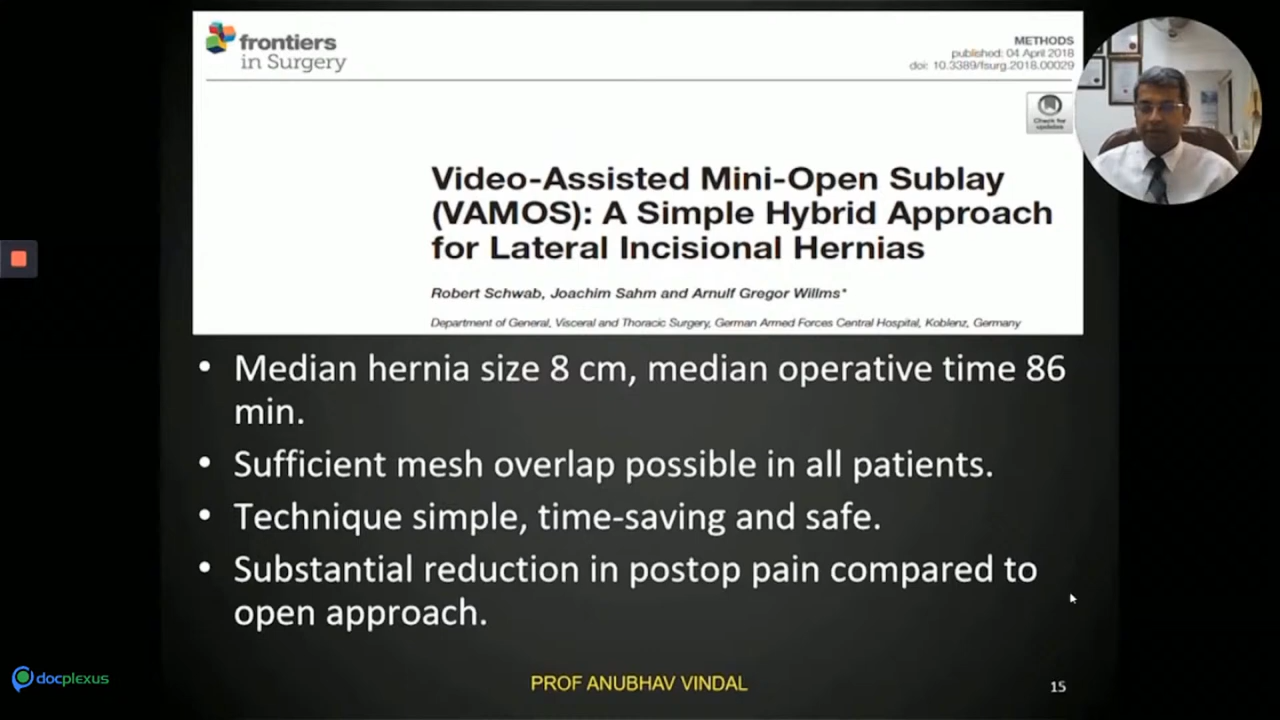 frontiers
in Surgery
METHODS
published: 04 April 2018
doi: 10.3389/fsurg.2018.00029
Check for
updates
Video-Assisted Mini-Open Sublay
(VAMOS): A Simple Hybrid Approach
for Lateral Incisional Hernias
Robert Schwab, Joachim Sahm and Arnulf Gregor Willms*
Department of General, Visceral and Thoracic Surgery, German Armed Forces Central Hospital, Koblenz, Germany
• Median hernia size 8 cm, median operative time 86
min.
• Sufficient mesh overlap possible in all patients.
• Technique simple, time-saving and safe.
• Substantial reduction in postop pain compared to
open approach.
docplexus
PROF ANUBHAV VINDAL
15